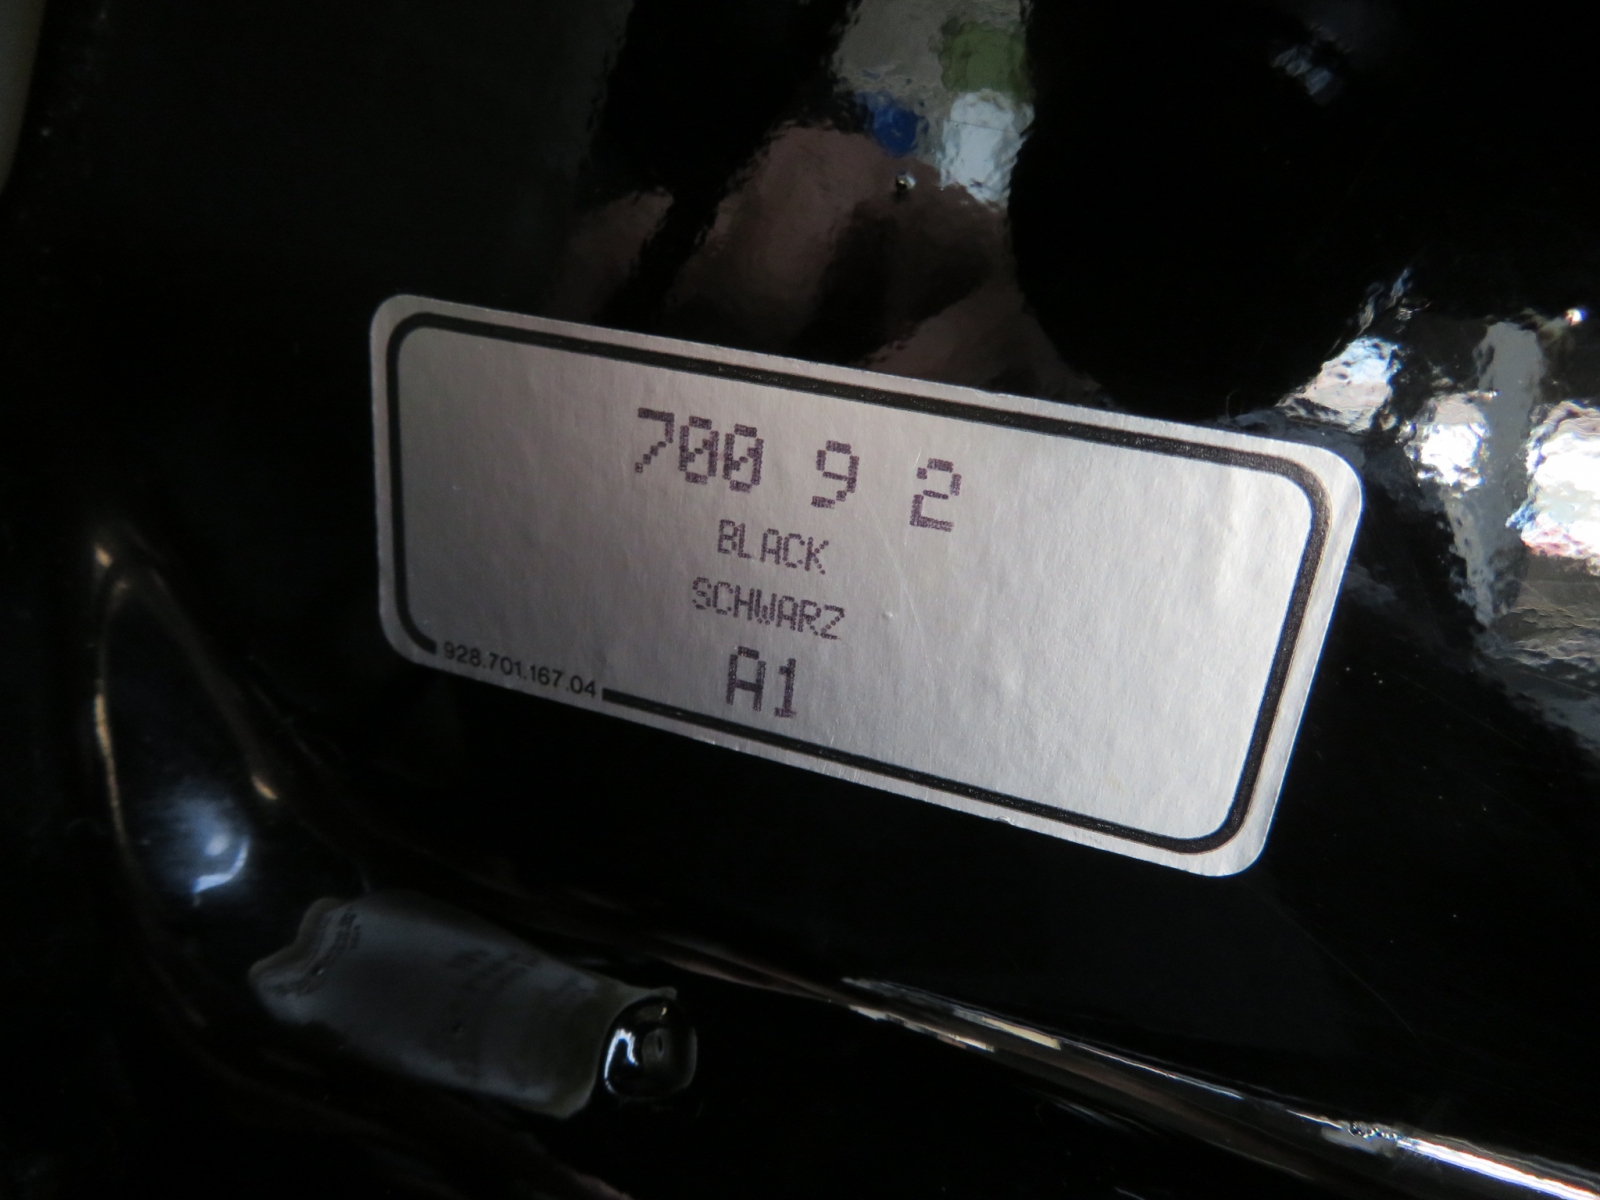 700 9 2
BLACK
SCHWARZ
A1
928.701.167.04